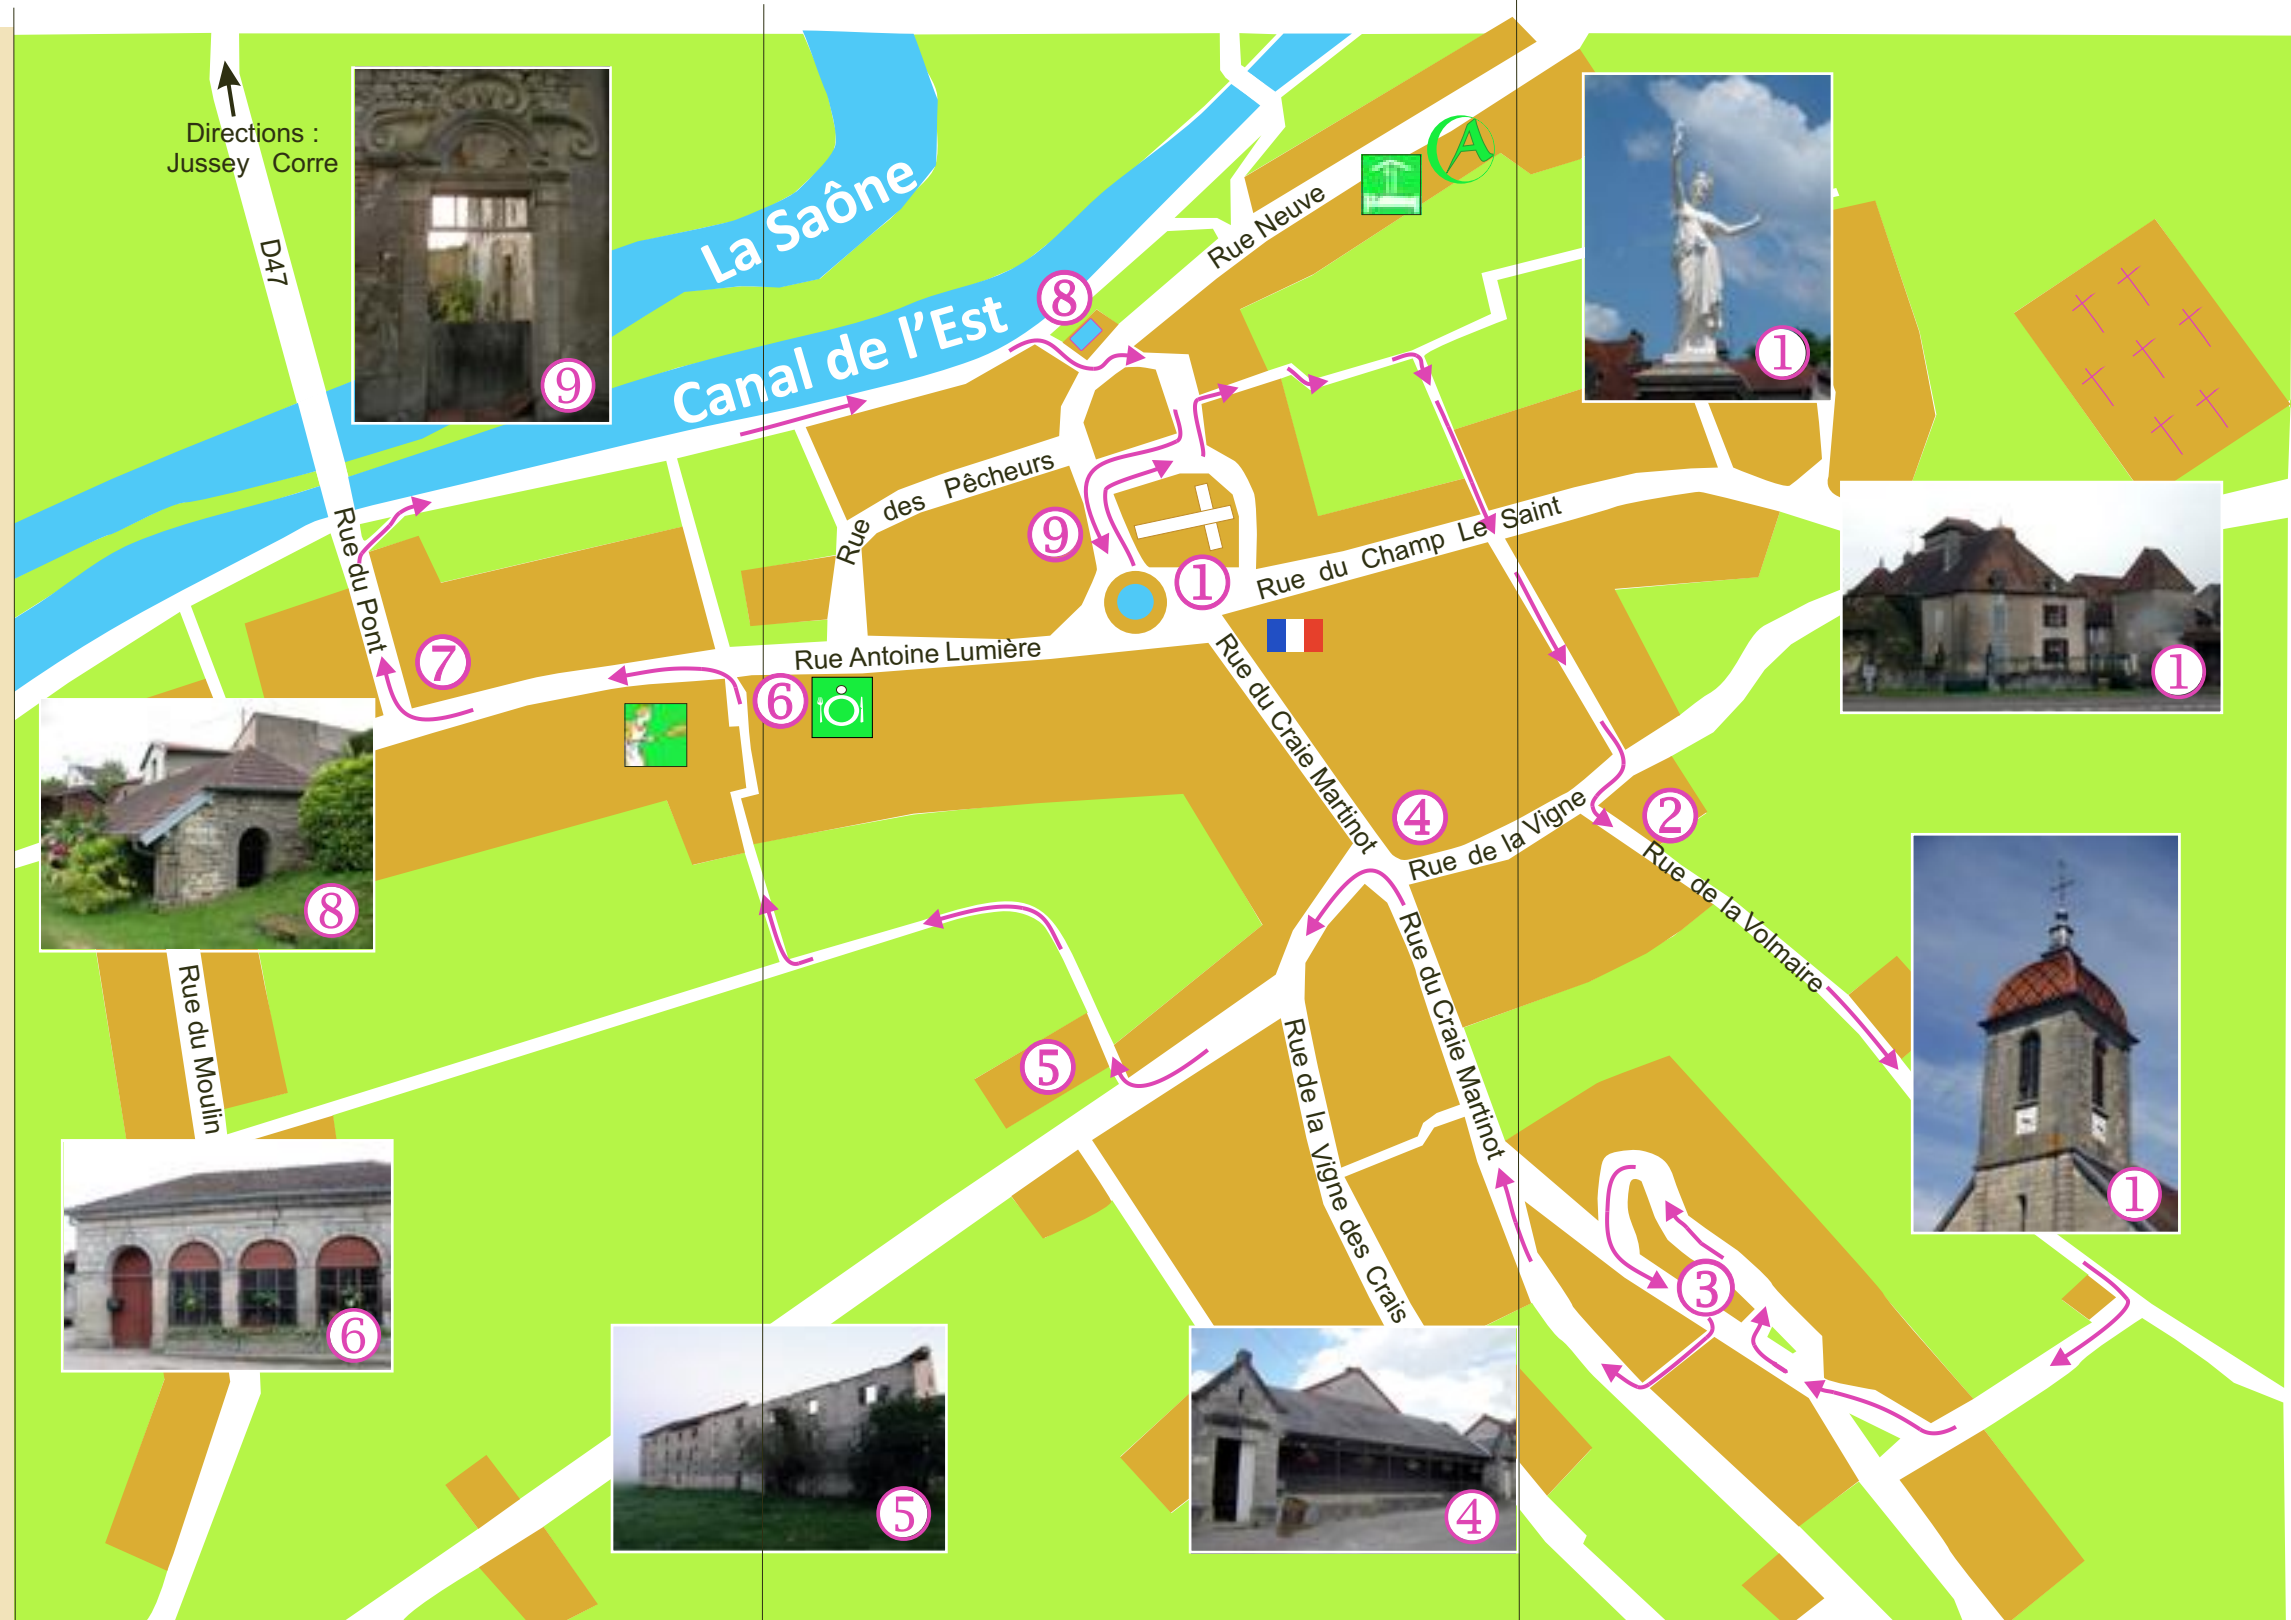 Directions :
Jussey Corre
D47
9
La Saône
Canal de l'Est
8
Rue Neuve
A
1
Rue des Pêcheurs
9
1
Rue du Champ Le Saint
1
Rue du Pont
7
Rue Antoine Lumière
6
Rue du Craie Martinot
4
Rue de la Vigne
2
Rue de la Volmaire
8
Rue du Moulin
5
Rue du Craie Martinot
Rue de la Vigne des Crais
3
1
6
5
4